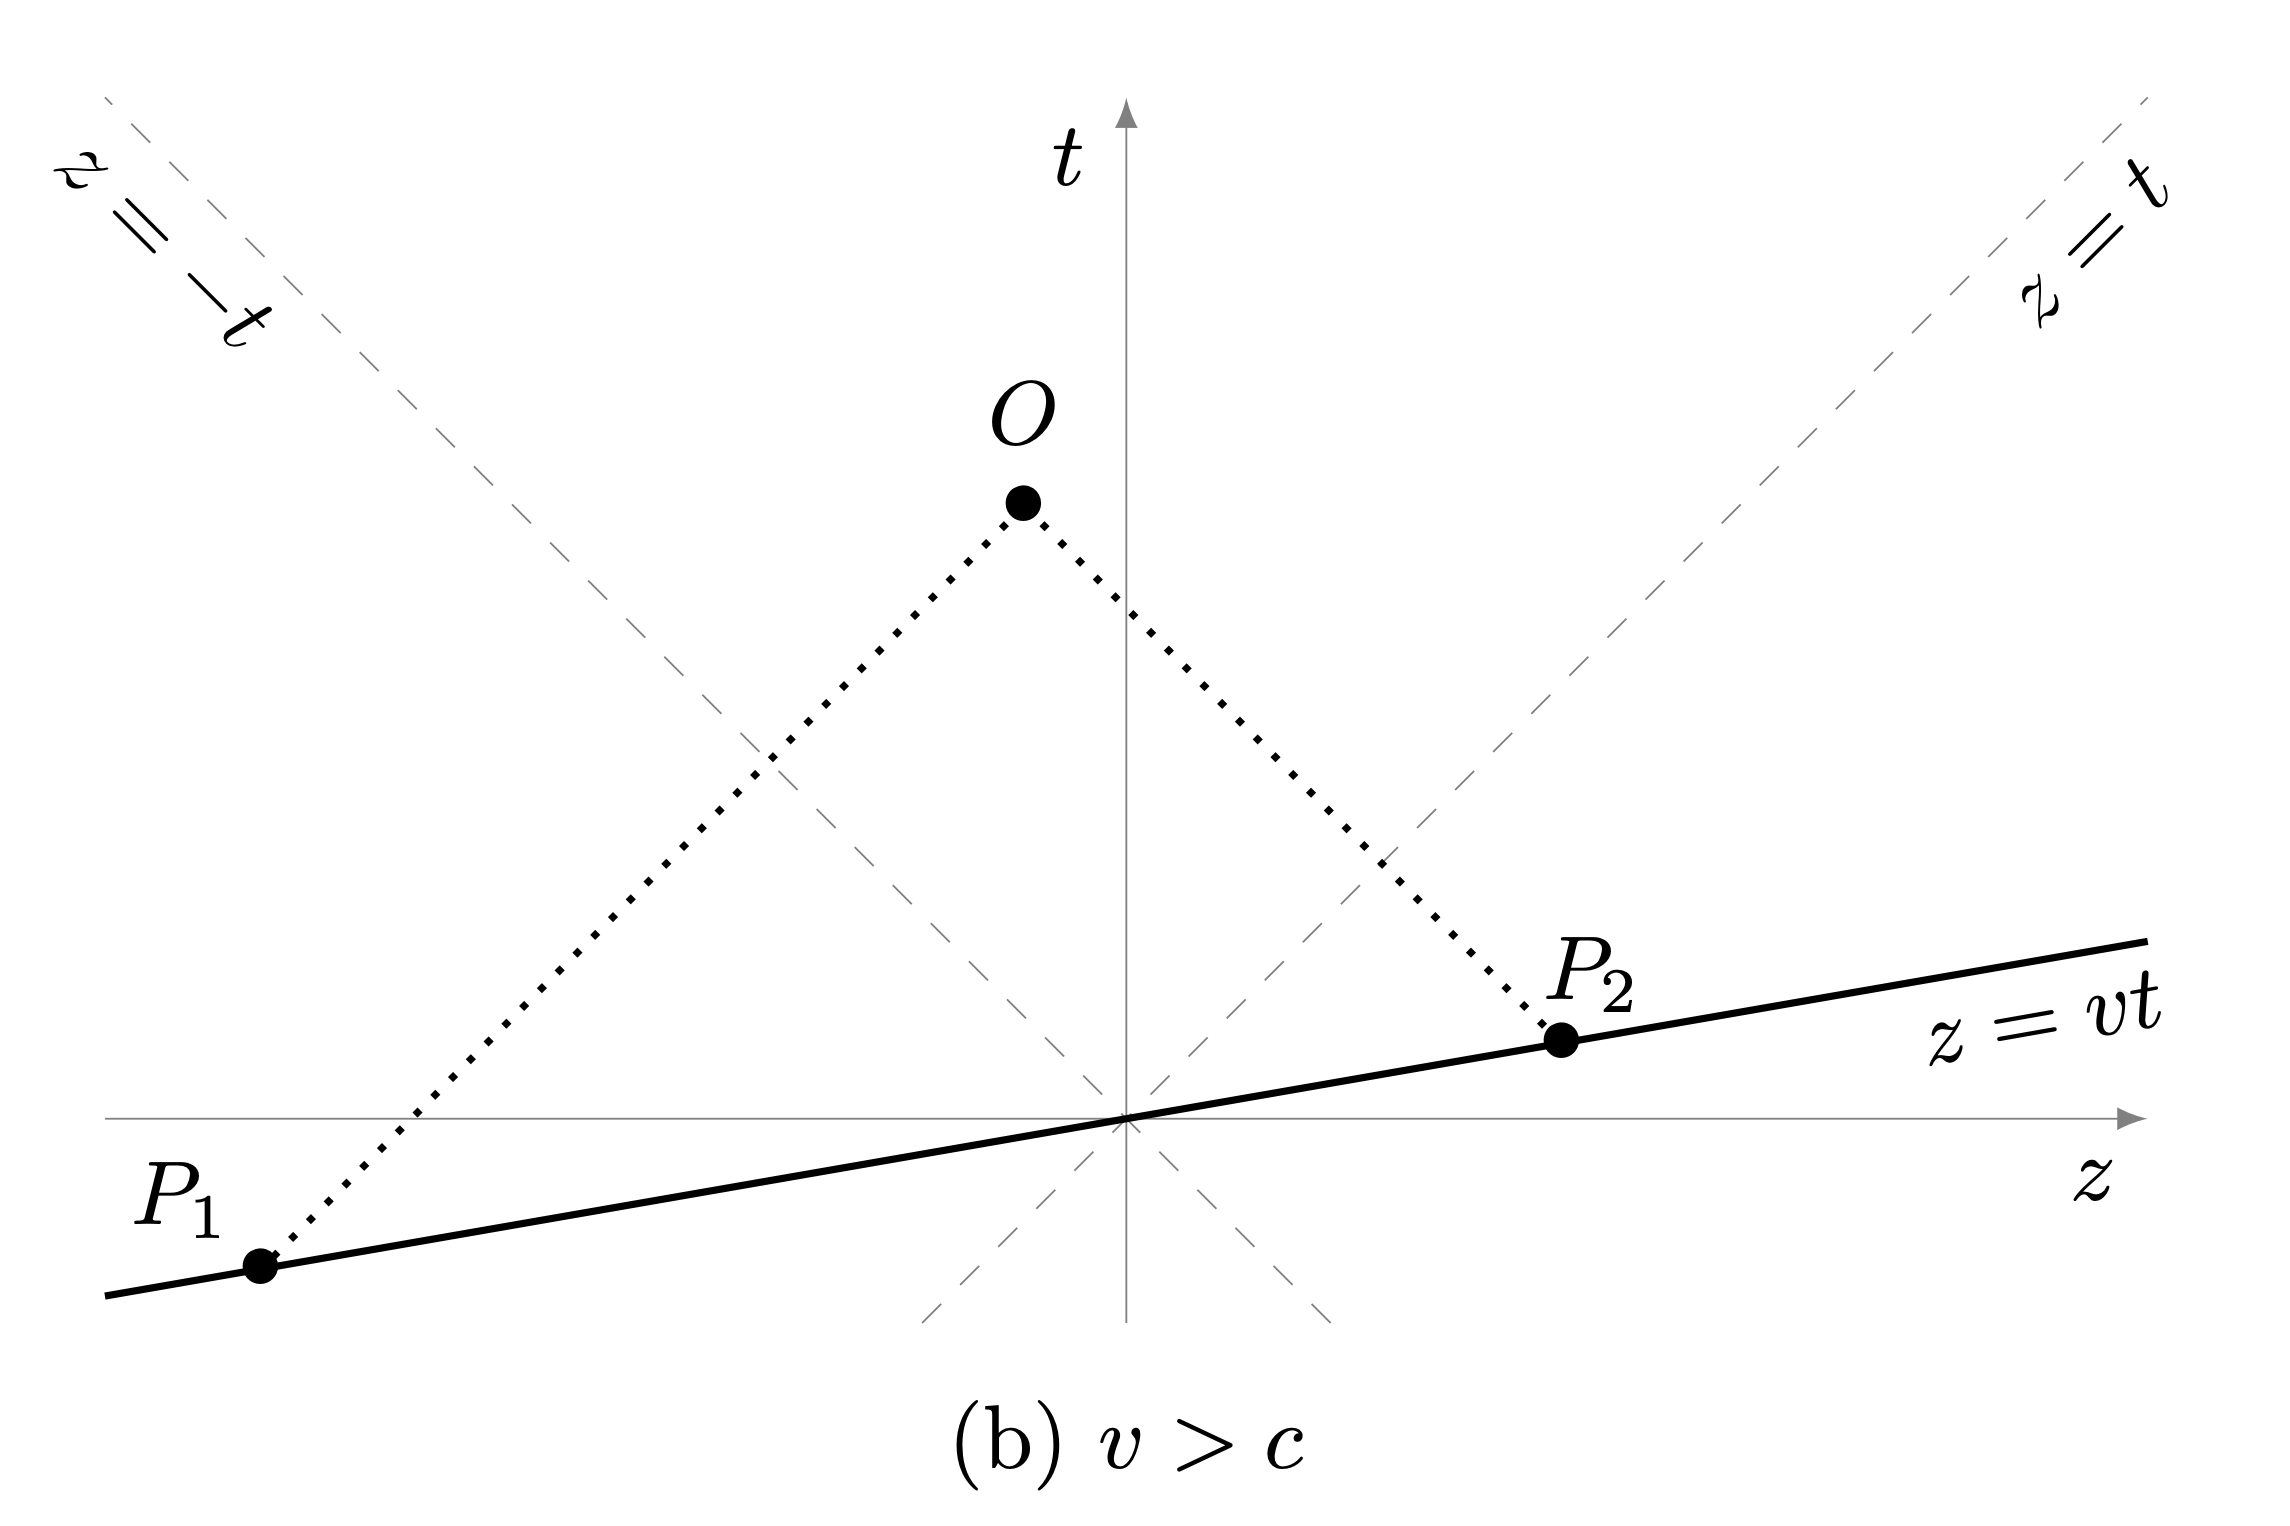 t
z = −t
z = t
O
P₂
z = vt
P₁
z
(b) v > c